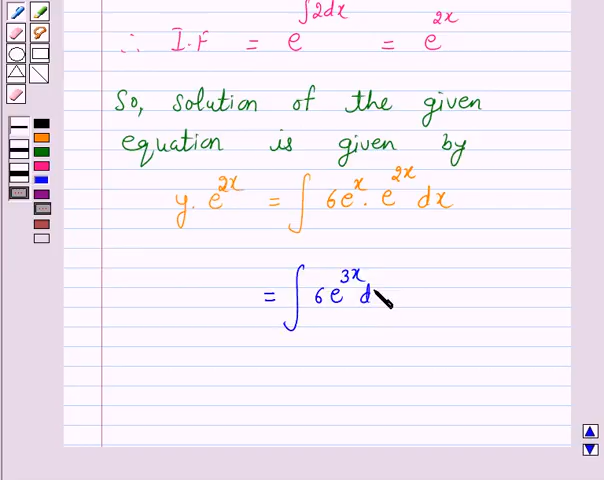 ∴ I.F = e^{∫2dx} = e^{2x}
So, solution of the given
equation is given by
y. e^{2x} = ∫ 6e^{x}. e^{2x} dx
= ∫ 6e^{3x} d